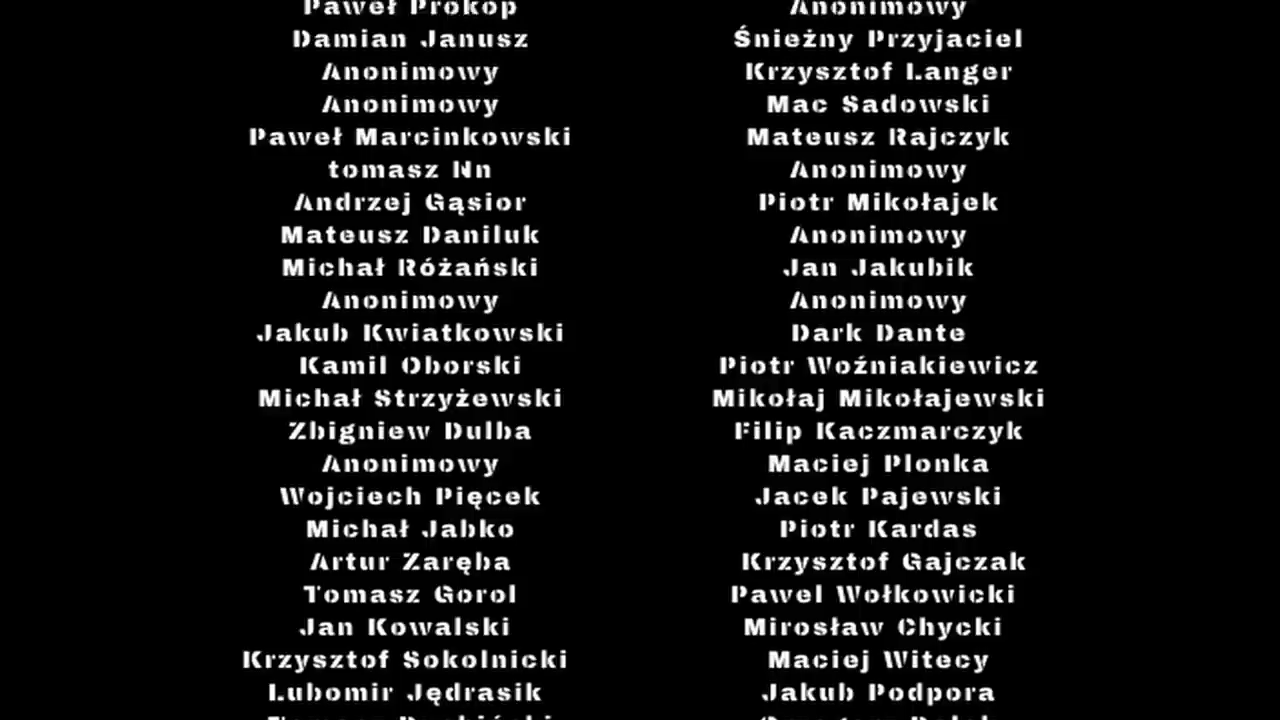 Paweł Prokop
Damian Janusz
Anonimowy
Anonimowy
Paweł Marcinkowski
tomasz Nn
Andrzej Gąsior
Mateusz Daniluk
Michał Różański
Anonimowy
Jakub Kwiatkowski
Kamil Oborski
Michał Strzyżewski
Zbigniew Dulba
Anonimowy
Wojciech Pięcek
Michał Jabko
Artur Zaręba
Tomasz Gorol
Jan Kowalski
Krzysztof Sokolnicki
Lubomir Jędrasik
Anonimowy
Śnieżny Przyjaciel
Krzysztof Langer
Mac Sadowski
Mateusz Rajczyk
Anonimowy
Piotr Mikołajek
Anonimowy
Jan Jakubik
Anonimowy
Dark Dante
Piotr Woźniakiewicz
Mikołaj Mikołajewski
Filip Kaczmarczyk
Maciej Plonka
Jacek Pajewski
Piotr Kardas
Krzysztof Gajczak
Pawel Wołkowicki
Mirosław Chycki
Maciej Witecy
Jakub Podpora